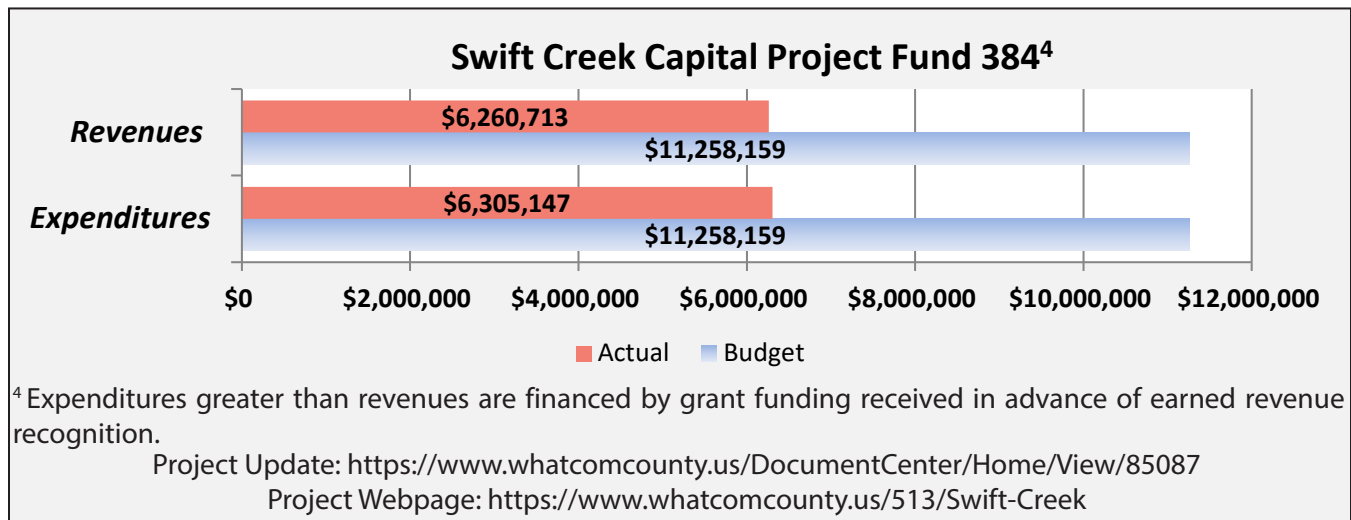 Swift Creek Capital Project Fund 384⁴
Revenues
$6,260,713
$11,258,159
Expenditures
$6,305,147
$11,258,159
$0 $2,000,000 $4,000,000 $6,000,000 $8,000,000 $10,000,000 $12,000,000
Actual Budget
⁴ Expenditures greater than revenues are financed by grant funding received in advance of earned revenue
recognition.
Project Update: https://www.whatcomcounty.us/DocumentCenter/Home/View/85087
Project Webpage: https://www.whatcomcounty.us/513/Swift-Creek